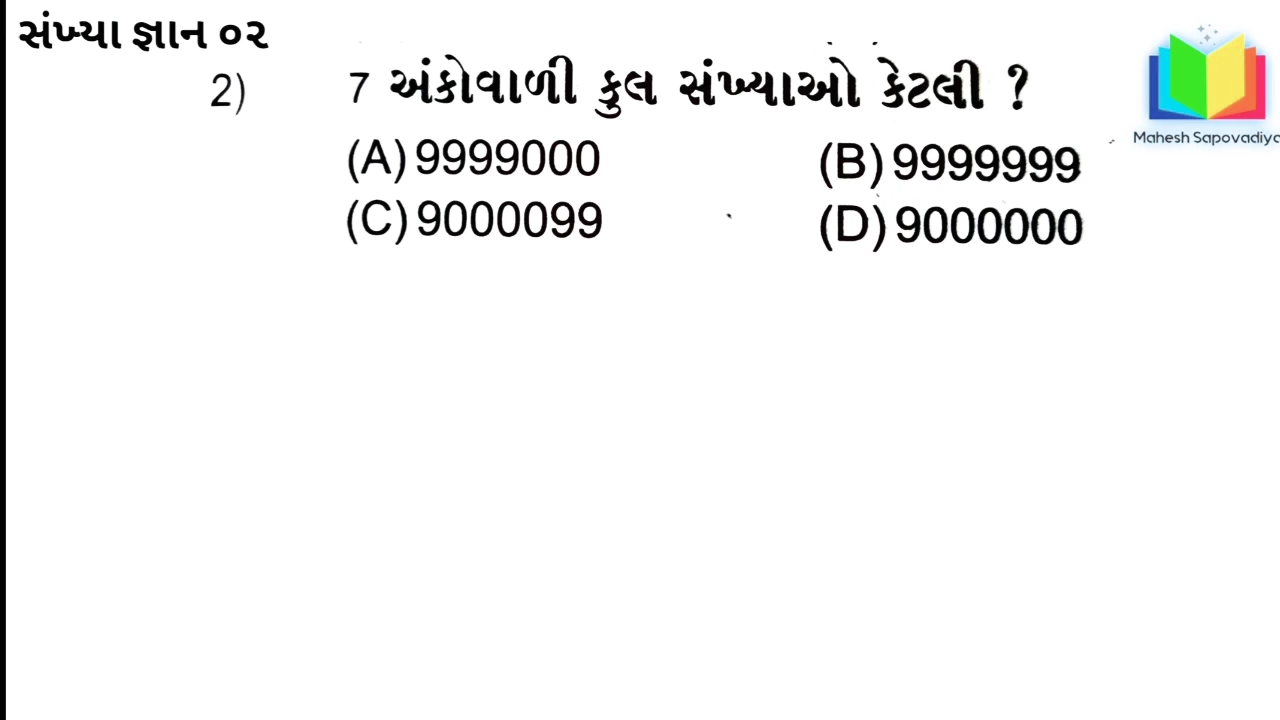 સંખ્યા જ્ઞાન ૦૨
2) 7 અંકોવાળી કુલ સંખ્યાઓ કેટલી ?
(A) 9999000 (B) 9999999
(C) 9000099 (D) 9000000
Mahesh Sapovadiya